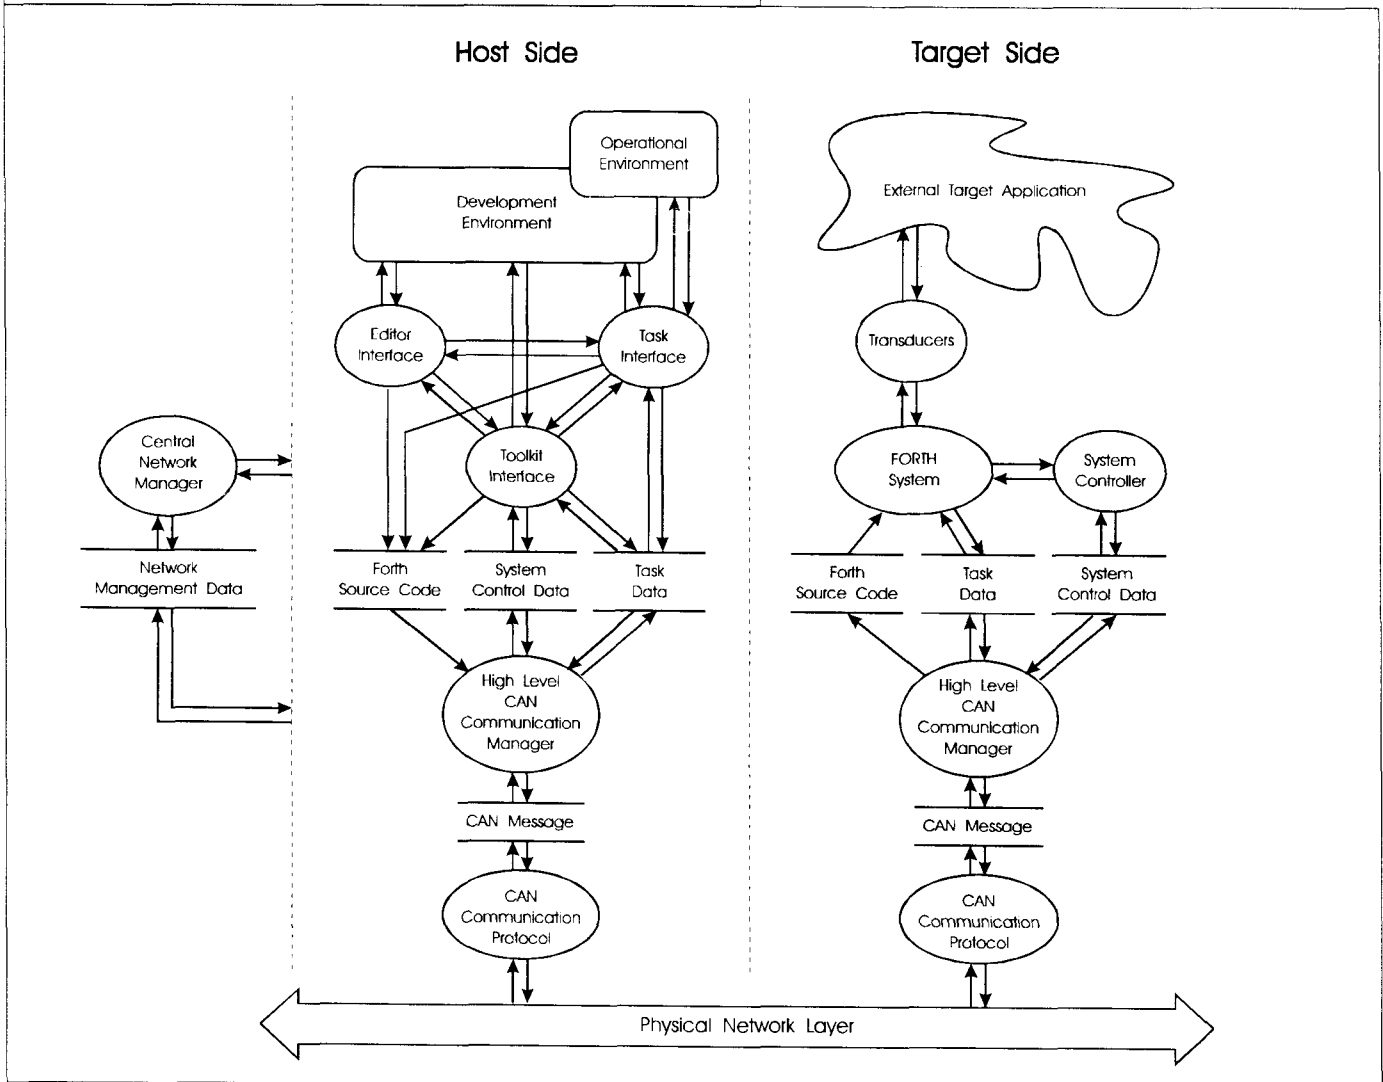 Host Side
Target Side
Operational
Environment
Development
Environment
External Target Application
Editor
Interface
Task
Interface
Transducers
Central
Network
Manager
Toolkit
Interface
FORTH
System
System
Controller
Network
Management Data
Forth
Source Code
System
Control Data
Task
Data
Forth
Source Code
Task
Data
System
Control Data
High Level
CAN
Communication
Manager
High Level
CAN
Communication
Manager
CAN Message
CAN Message
CAN
Communication
Protocol
CAN
Communication
Protocol
Physical Network Layer